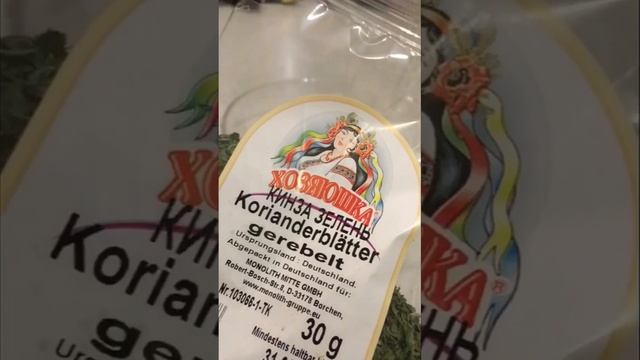 ХОЗЯЮШКА
КИНЗА ЗЕЛЕНЬ
Korianderblätter
gerebelt
Ursprungsland: Deutschland.
Abgepackt in Deutschland für:
MONOLITH MITTE GMBH
Robert-Bosch-Str.8, D-33178 Borchen,
www.monolith-gruppe.eu
Nr.103066-1-TK
30 g
Mindestens haltbar